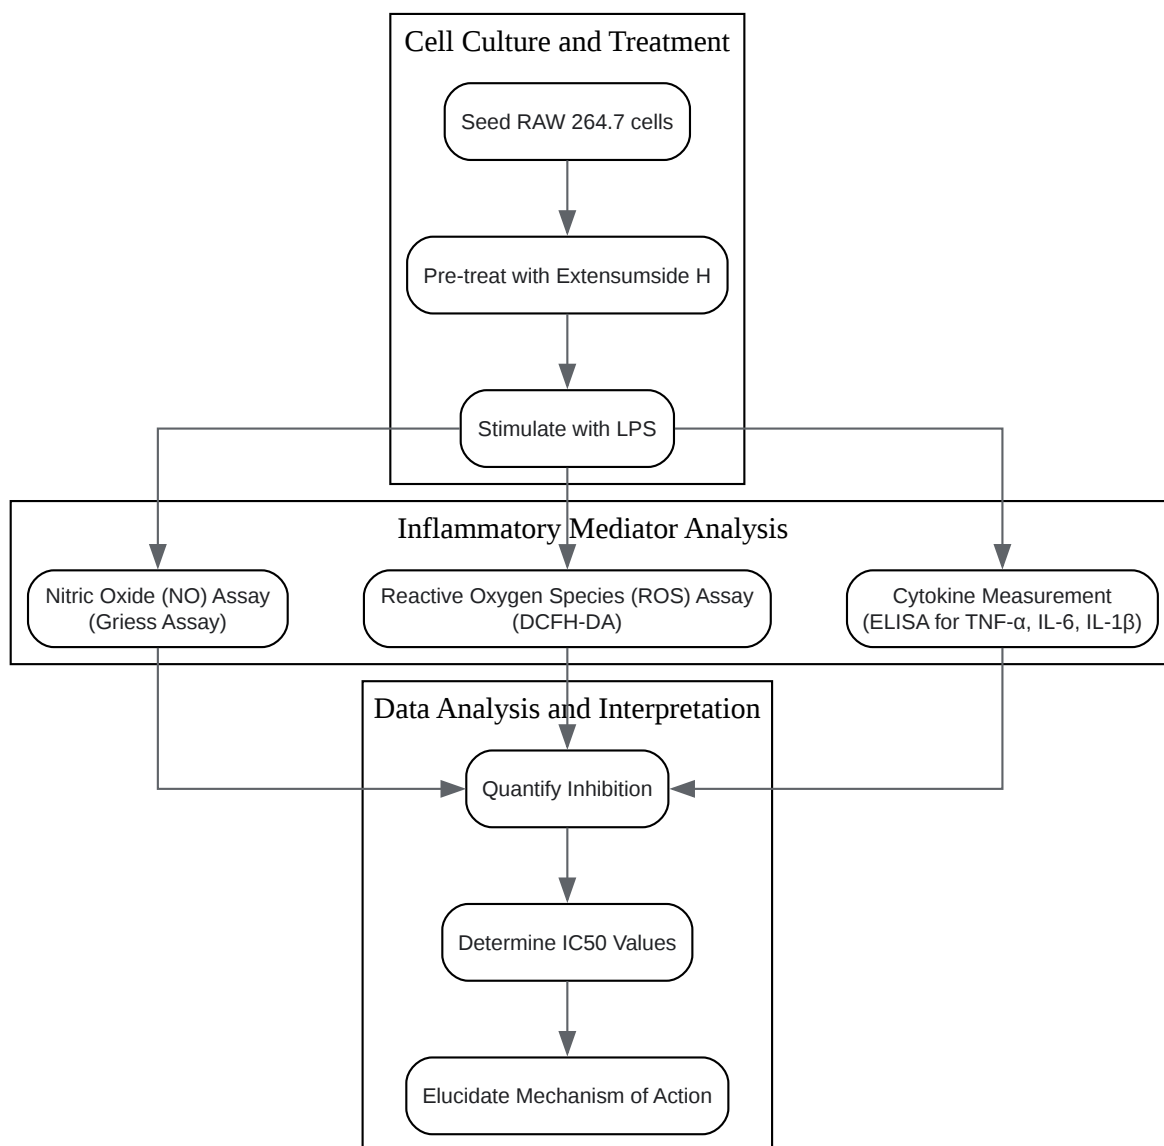 Cell Culture and Treatment
Seed RAW 264.7 cells
Pre-treat with Extensumside H
Stimulate with LPS
Inflammatory Mediator Analysis
Nitric Oxide (NO) Assay
(Griess Assay)
Reactive Oxygen Species (ROS) Assay
(DCFH-DA)
Cytokine Measurement
(ELISA for TNF-α, IL-6, IL-1β)
Data Analysis and Interpretation
Quantify Inhibition
Determine IC50 Values
Elucidate Mechanism of Action